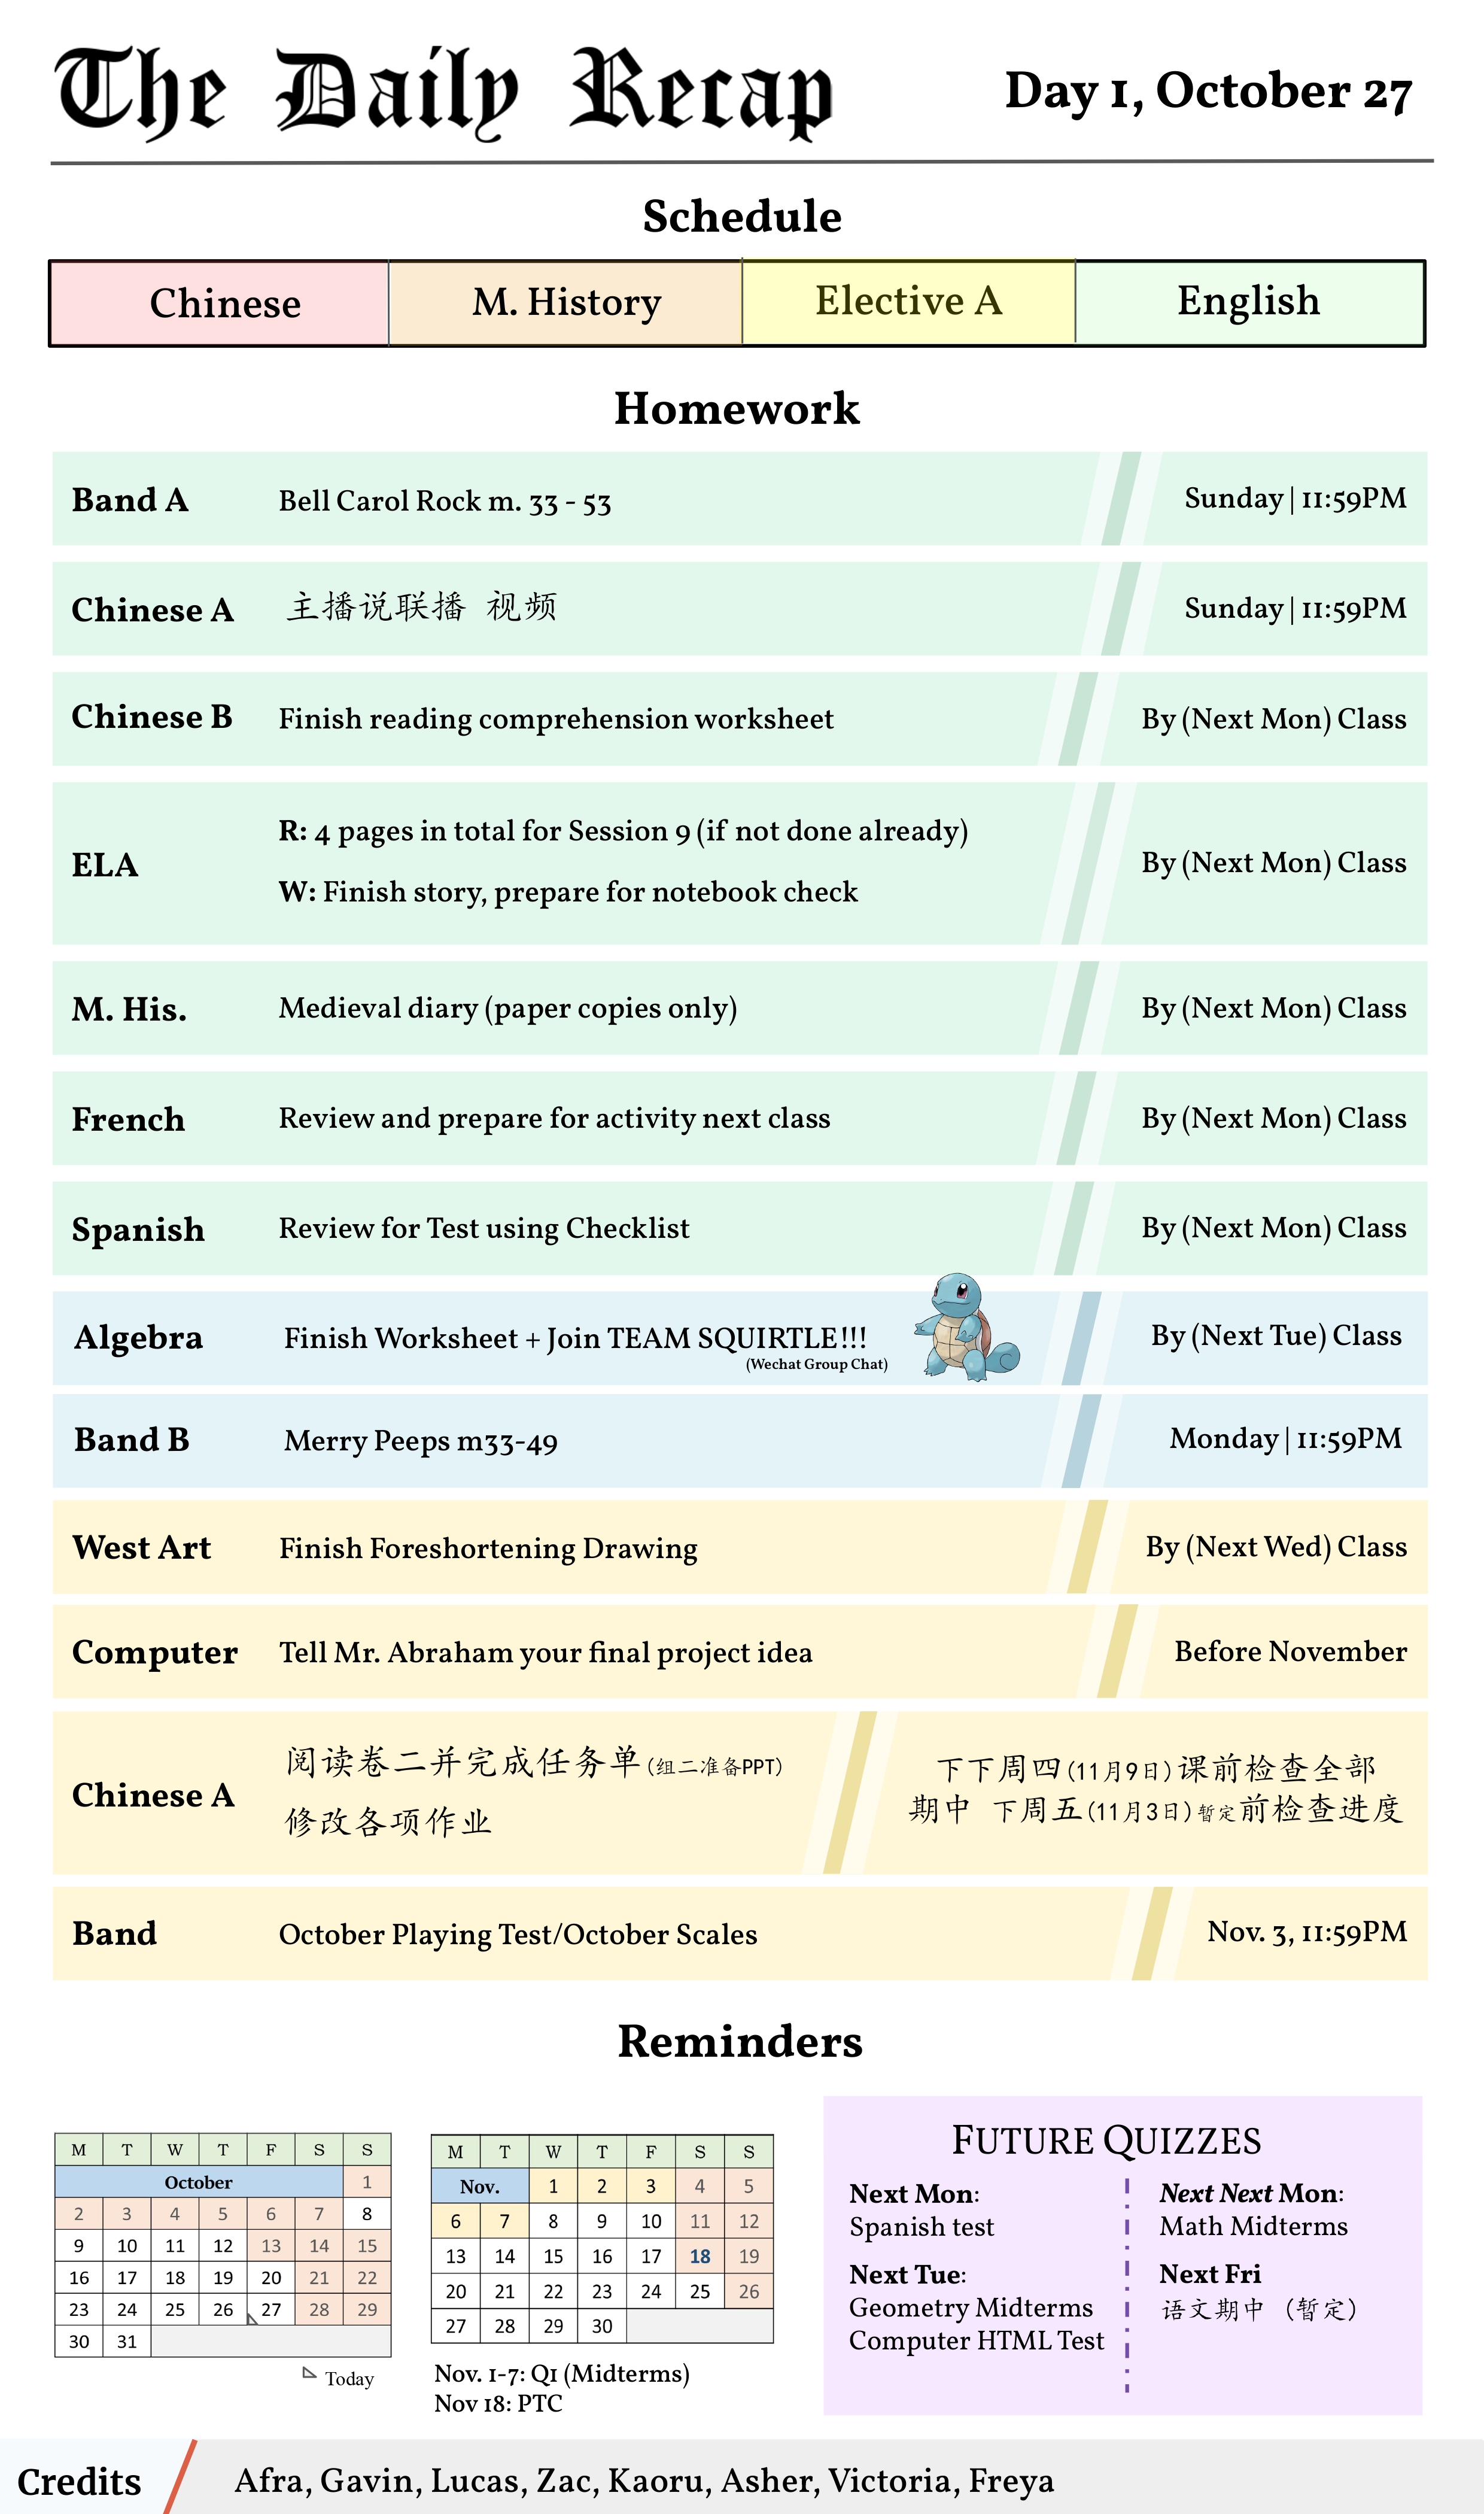 The Daily Recap
Day 1, October 27
Schedule
Chinese M. History Elective A English
Homework
Band A Bell Carol Rock m. 33 - 53 Sunday | 11:59PM
Chinese A 主播说联播 视频 Sunday | 11:59PM
Chinese B Finish reading comprehension worksheet By (Next Mon) Class
ELA
R: 4 pages in total for Session 9 (if not done already)
W: Finish story, prepare for notebook check
By (Next Mon) Class
M. His. Medieval diary (paper copies only) By (Next Mon) Class
French Review and prepare for activity next class By (Next Mon) Class
Spanish Review for Test using Checklist By (Next Mon) Class
Algebra Finish Worksheet + Join TEAM SQUIRTLE!!! By (Next Tue) Class
(Wechat Group Chat)
Band B Merry Peeps m33-49 Monday | 11:59PM
West Art Finish Foreshortening Drawing By (Next Wed) Class
Computer Tell Mr. Abraham your final project idea Before November
Chinese A
阅读卷二并完成任务单(组二准备PPT)
修改各项作业
下下周四(11月9日)课前检查全部
期中 下周五(11月3日)暂定前检查进度
Band October Playing Test/October Scales Nov. 3, 11:59PM
Reminders
M T W T F S S
October 1
2 3 4 5 6 7 8
9 10 11 12 13 14 15
16 17 18 19 20 21 22
23 24 25 26 27 28 29
30 31
Today
M T W T F S S
Nov. 1 2 3 4 5
6 7 8 9 10 11 12
13 14 15 16 17 18 19
20 21 22 23 24 25 26
27 28 29 30
Nov. 1-7: Q1 (Midterms)
Nov 18: PTC
FUTURE QUIZZES
Next Mon:
Spanish test
Next Tue:
Geometry Midterms
Computer HTML Test
Next Next Mon:
Math Midterms
Next Fri
语文期中 （暂定）
Credits
Afra, Gavin, Lucas, Zac, Kaoru, Asher, Victoria, Freya